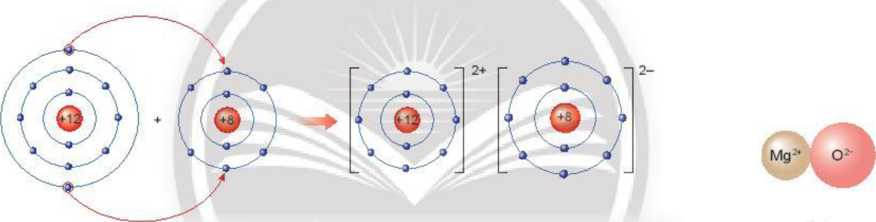 +12 + +8 +12 2+ +8 2–
Mg2+ O2–